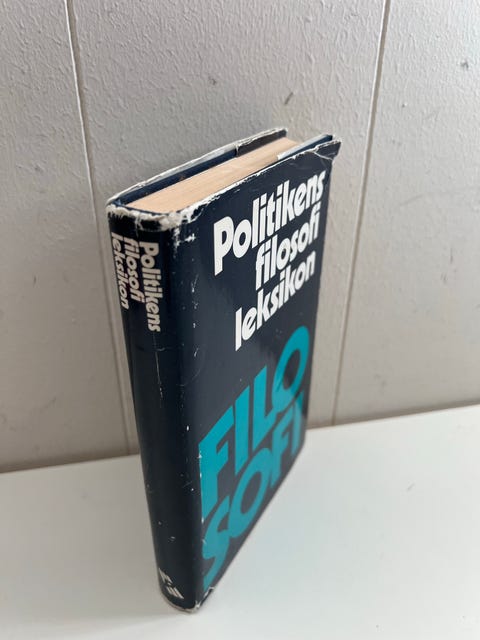 Politikens
filosofi
leksikon
Politikens
filosofi
leksikon
FILO
SOFI